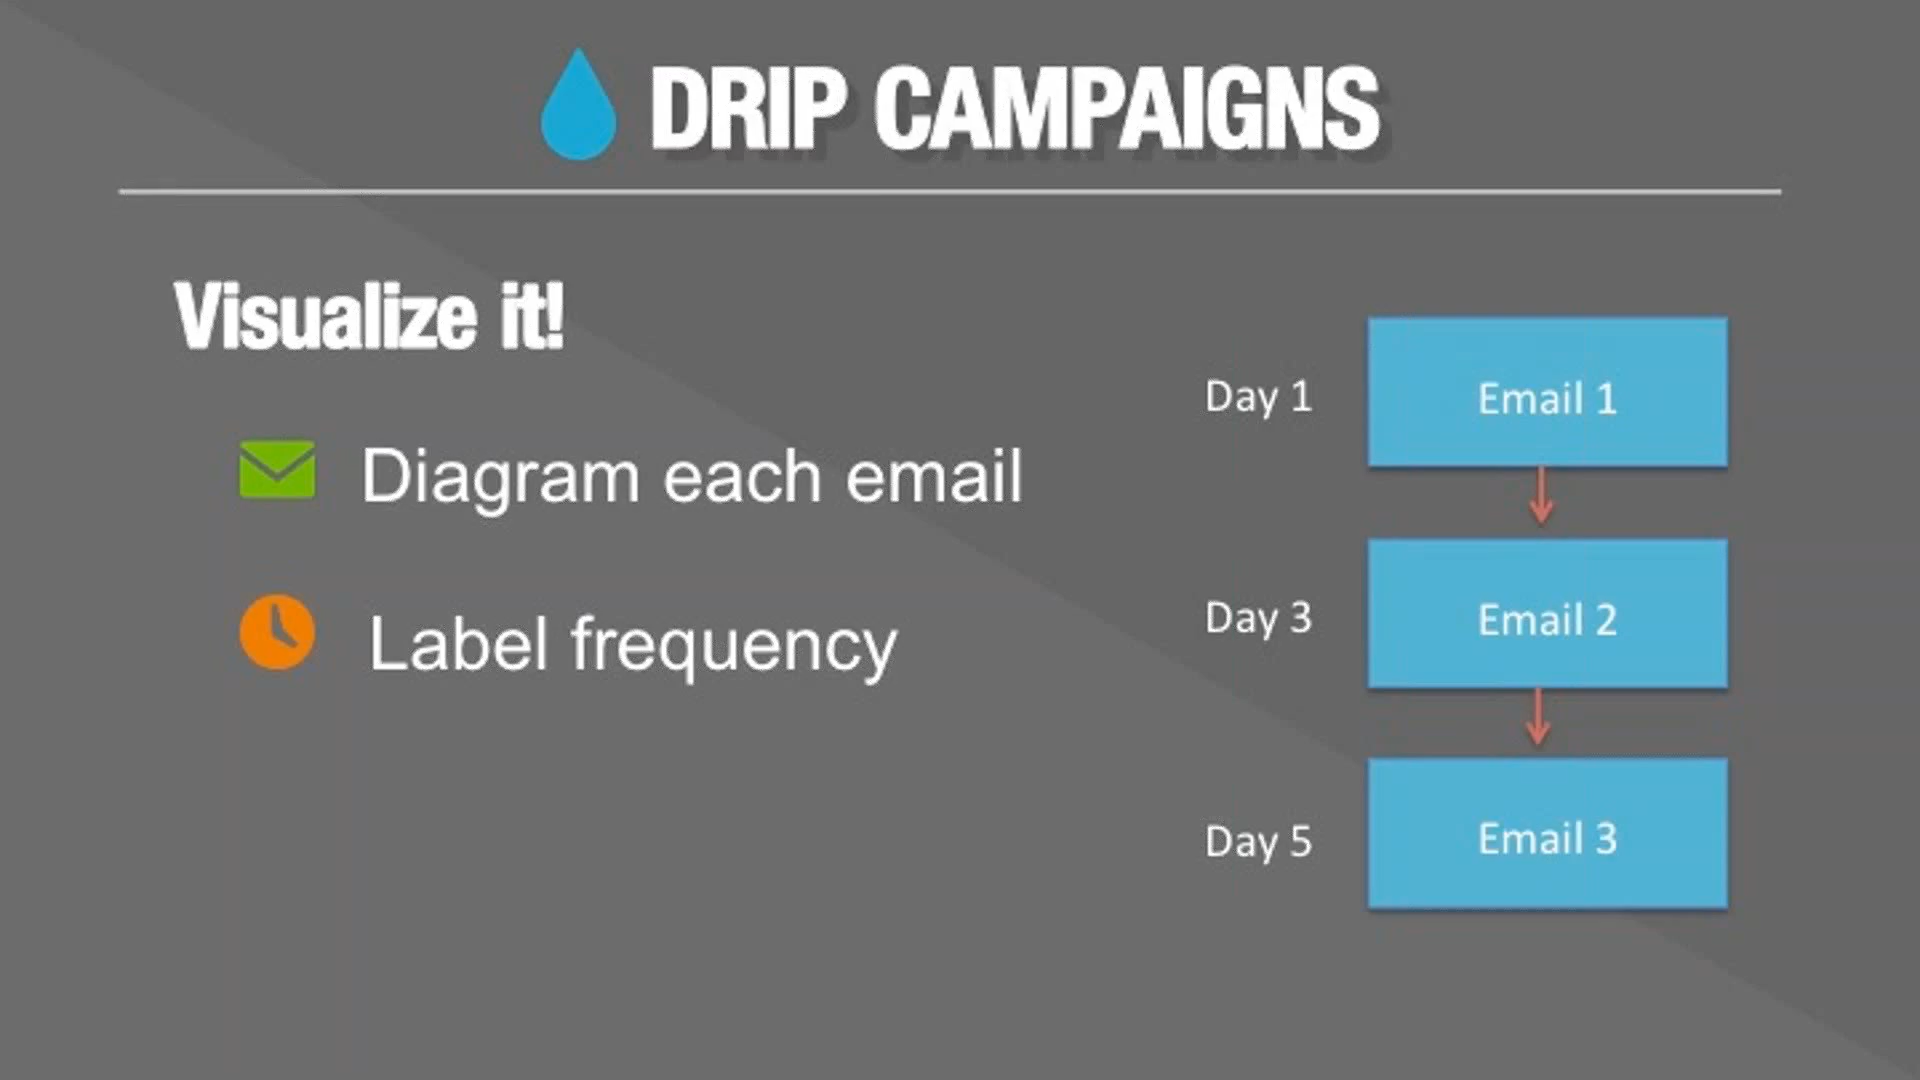 DRIP CAMPAIGNS
Visualize it!
Diagram each email
Label frequency
Day 1
Email 1
Day 3
Email 2
Day 5
Email 3